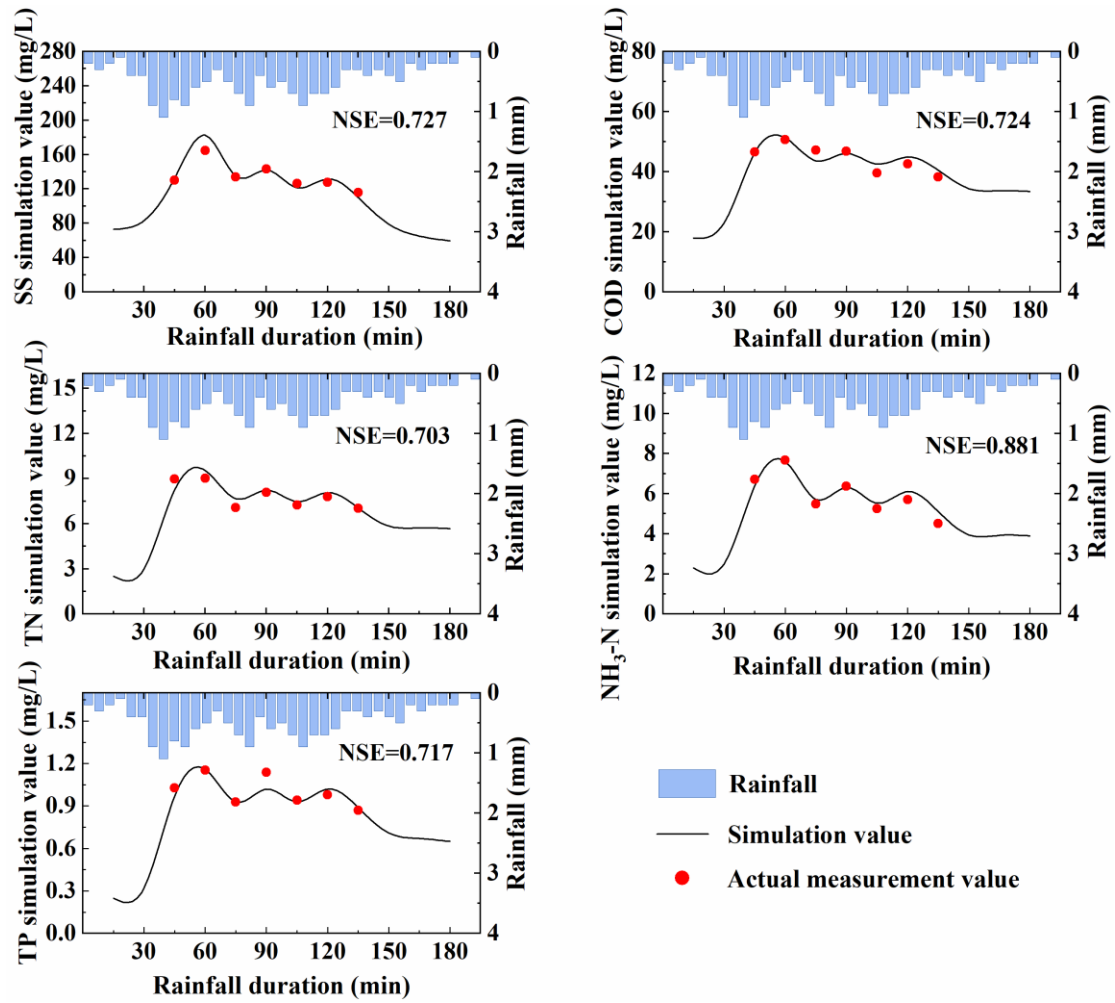 SS simulation value (mg/L)
280
240
200
160
120
80
40
0
NSE=0.727
0
1
2
3
4
Rainfall (mm)
30 60 90 120 150 180
Rainfall duration (min)
COD simulation value (mg/L)
80
60
40
20
0
NSE=0.724
0
1
2
3
4
Rainfall (mm)
30 60 90 120 150 180
Rainfall duration (min)
TN simulation value (mg/L)
15
12
9
6
3
0
NSE=0.703
0
1
2
3
4
Rainfall (mm)
30 60 90 120 150 180
Rainfall duration (min)
NH₃-N simulation value (mg/L)
12
10
8
6
4
2
0
NSE=0.881
0
1
2
3
4
Rainfall (mm)
30 60 90 120 150 180
Rainfall duration (min)
TP simulation value (mg/L)
1.5
1.2
0.9
0.6
0.3
0.0
NSE=0.717
0
1
2
3
4
Rainfall (mm)
30 60 90 120 150 180
Rainfall duration (min)
Rainfall
Simulation value
Actual measurement value